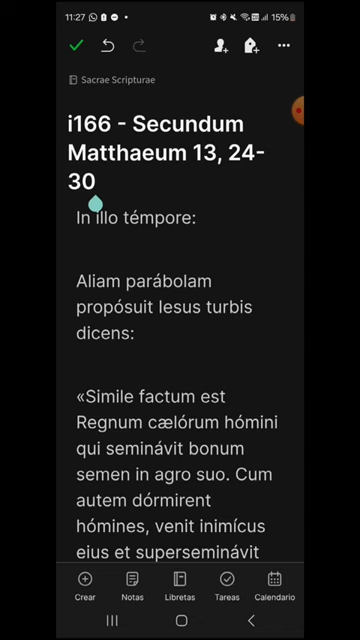 11:27 15%
Sacrae Scripturae
i166 - Secundum
Matthaeum 13, 24-
30
In illo témpore:
Aliam parábolam
propósuit Iesus turbis
dicens:
«Simile factum est
Regnum cælórum hómini
qui seminávit bonum
semen in agro suo. Cum
autem dórmirent
hómines, venit inimícus
eius et superseminávit
Crear Notas Libretas Tareas Calendario